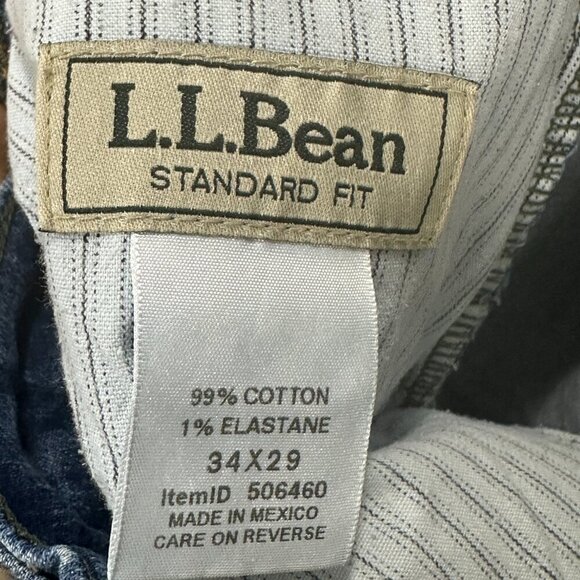 L.L.Bean
STANDARD FIT
99% COTTON
1% ELASTANE
34X29
ItemID 506460
MADE IN MEXICO
CARE ON REVERSE